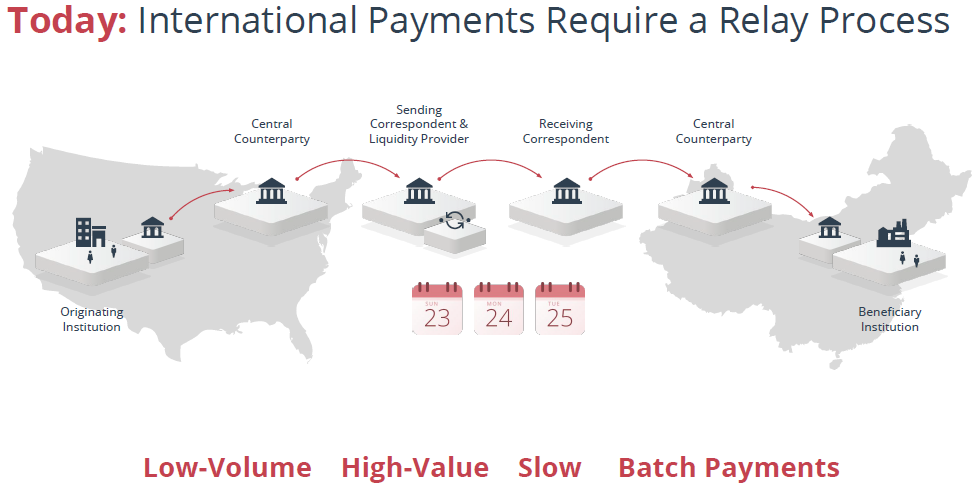 Today: International Payments Require a Relay Process
Central
Counterparty
Sending
Correspondent &
Liquidity Provider
Receiving
Correspondent
Central
Counterparty
Originating
Institution
SUN
23
MON
24
TUE
25
Beneficiary
Institution
Low-Volume High-Value Slow Batch Payments